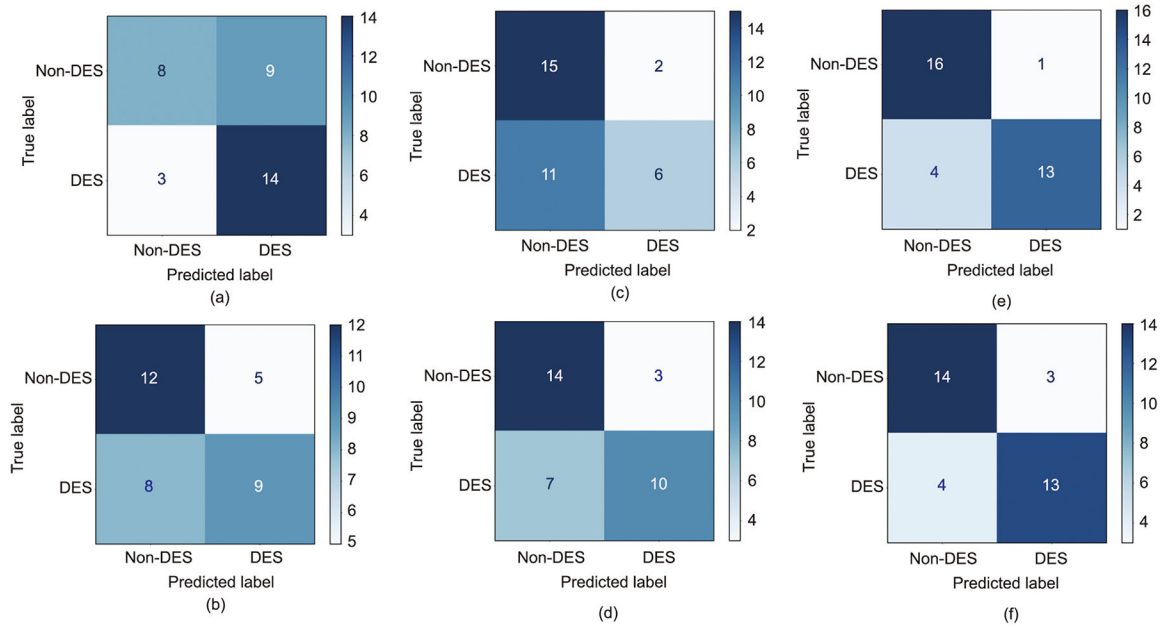 14
12
10
8
6
4
Non-DES
8
9
DES
3
14
True label
Non-DES
DES
Predicted label
(a)
15
14
12
10
8
6
4
2
Non-DES
15
2
DES
11
6
True label
Non-DES
DES
Predicted label
(c)
16
14
12
10
8
6
4
2
Non-DES
16
1
DES
4
13
True label
Non-DES
DES
Predicted label
(e)
12
11
10
9
8
7
6
5
Non-DES
12
5
DES
8
9
True label
Non-DES
DES
Predicted label
(b)
14
12
10
8
6
4
Non-DES
14
3
DES
7
10
True label
Non-DES
DES
Predicted label
(d)
14
12
10
8
6
4
Non-DES
14
3
DES
4
13
True label
Non-DES
DES
Predicted label
(f)